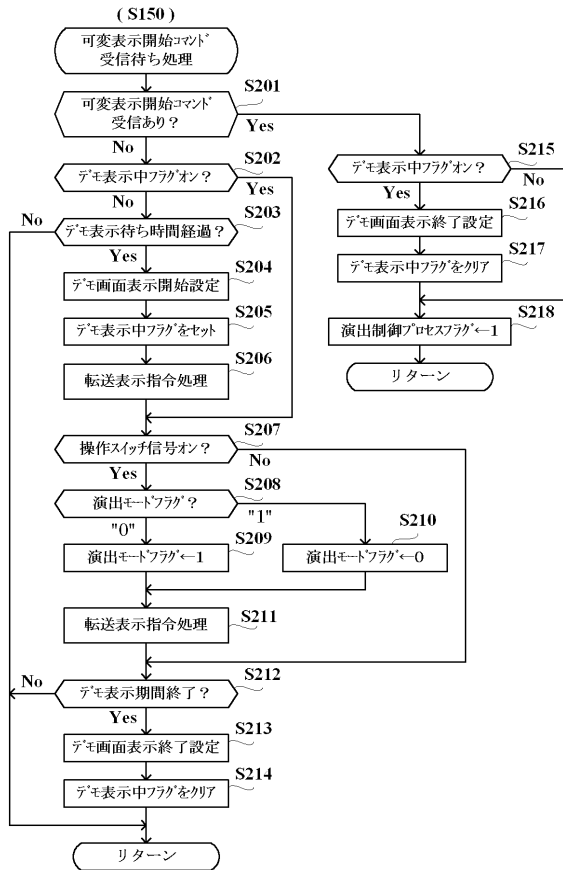 (S150)
可変表示開始コマンド
受信待ち処理
S201
可変表示開始コマンド
受信あり？
Yes
No
S202
デモ表示中フラグオン？
Yes
No
S203
No
デモ表示待ち時間経過？
Yes
S204
デモ画面表示開始設定
S205
デモ表示中フラグをセット
S206
転送表示指令処理
S207
操作スイッチ信号オン？
No
Yes
S208
演出モードフラグ？
"0"
"1"
S209
演出モードフラグ←1
S210
演出モードフラグ←0
S211
転送表示指令処理
S212
No
デモ表示期間終了？
Yes
S213
デモ画面表示終了設定
S214
デモ表示中フラグをクリア
リターン
S215
デモ表示中フラグオン？
No
Yes
S216
デモ画面表示終了設定
S217
デモ表示中フラグをクリア
S218
演出制御プロセスフラグ←1
リターン